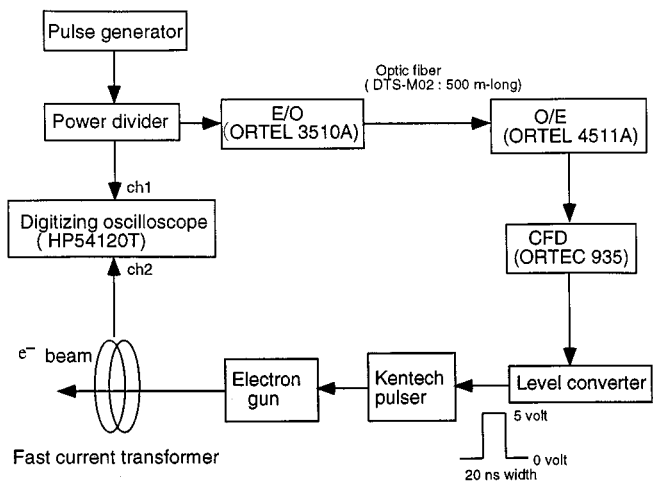 Pulse generator
Power divider
E/O
(ORTEL 3510A)
Optic fiber
( DTS-M02 : 500 m-long)
O/E
(ORTEL 4511A)
ch1
Digitizing oscilloscope
( HP54120T)
ch2
CFD
(ORTEC 935)
e− beam
Electron
gun
Kentech
pulser
Level converter
Fast current transformer
5 volt
0 volt
20 ns width